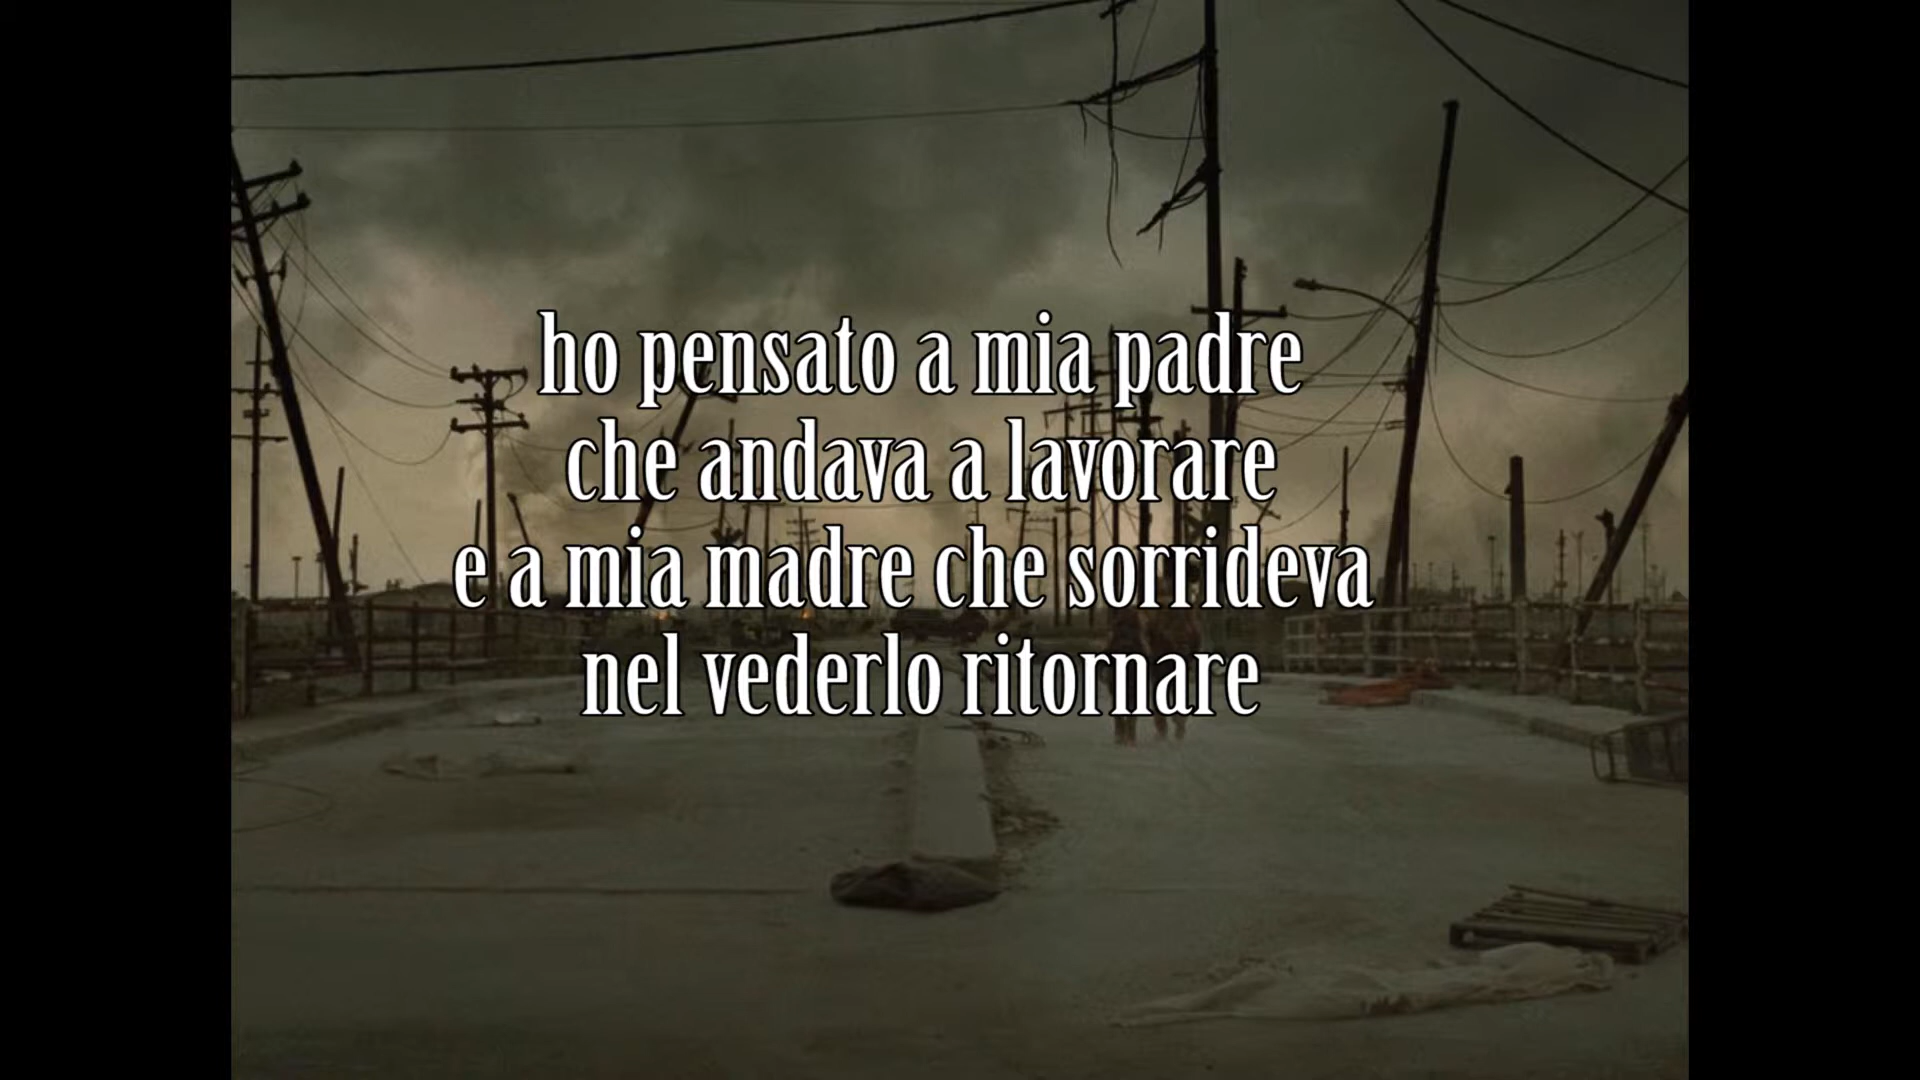 ho pensato a mia padre
che andava a lavorare
e a mia madre che sorrideva
nel vederlo ritornare